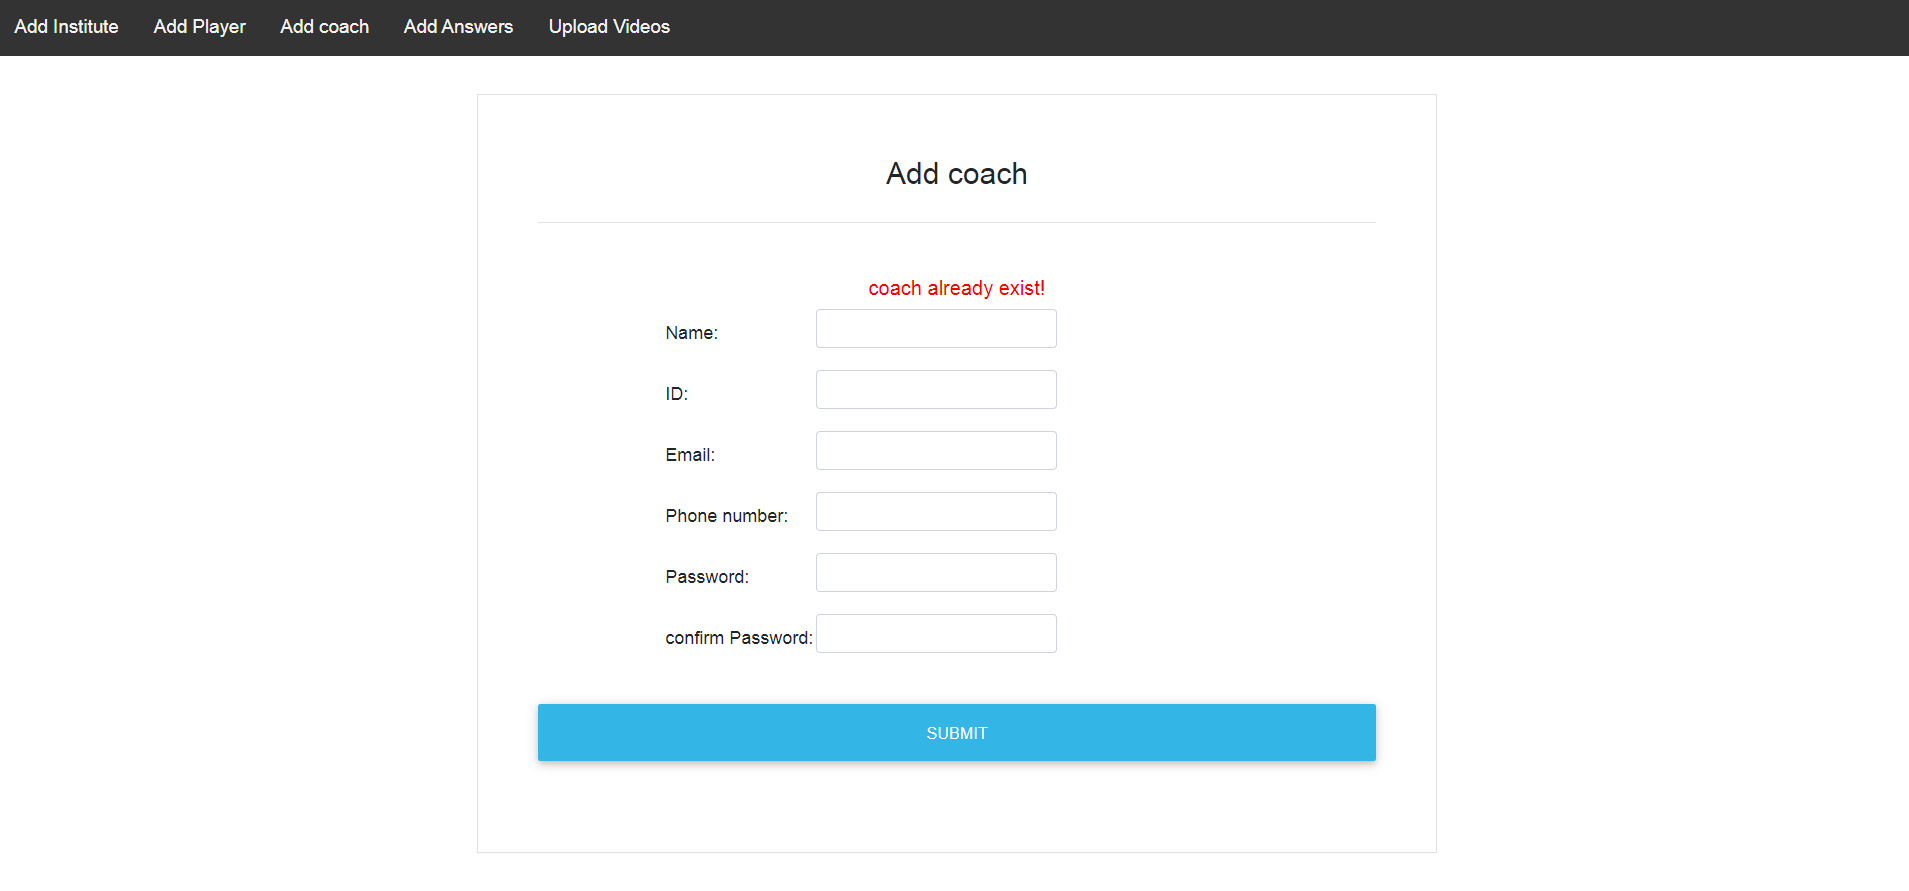 Add Institute Add Player Add coach Add Answers Upload Videos
Add coach
coach already exist!
Name:
ID:
Email:
Phone number:
Password:
confirm Password:
SUBMIT